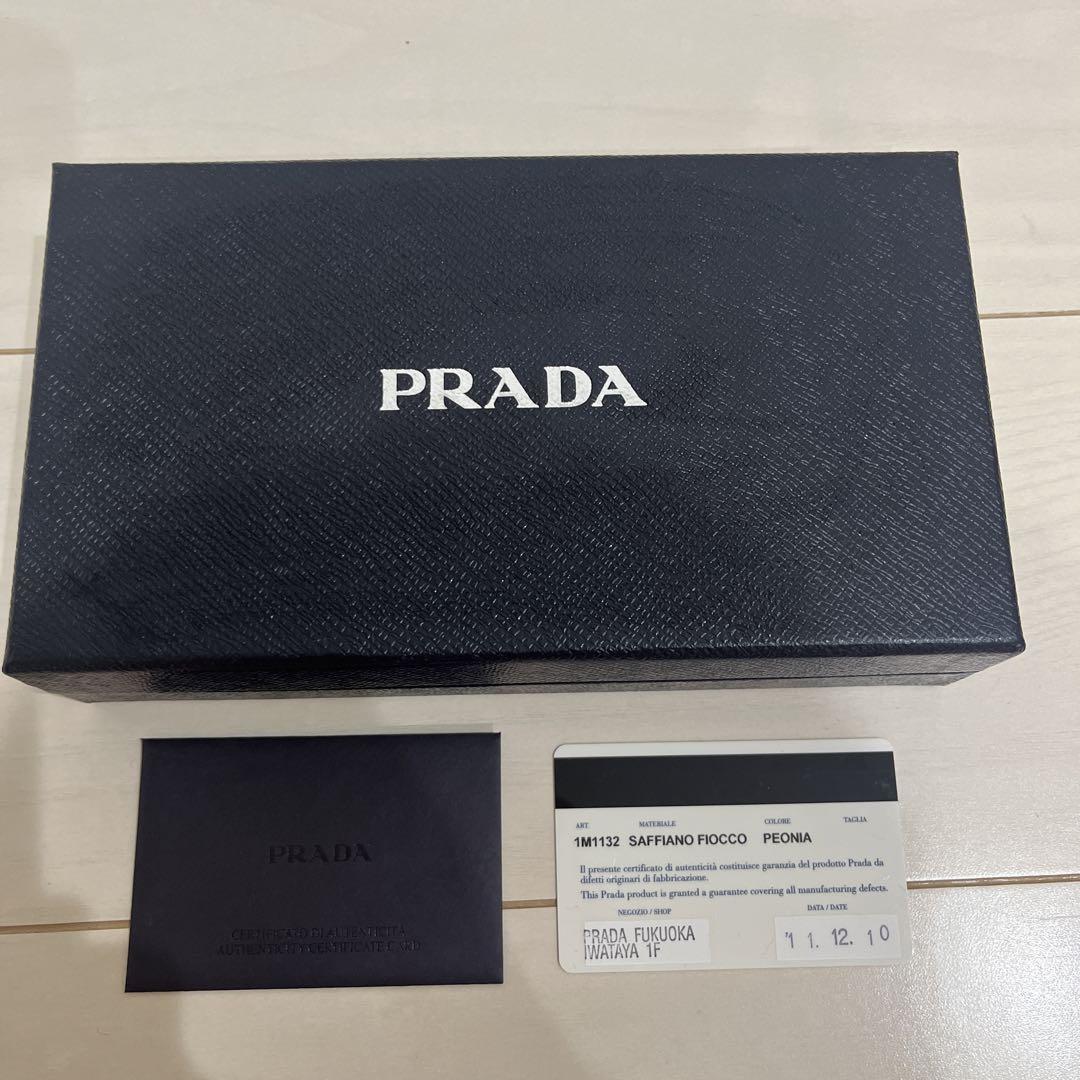 PRADA
PRADA
CERTIFICATO DI AUTENTICITÀ
AUTHENTICITY CERTIFICATE CARD
ART. MATERIALE COLORE TAGLIA
1M1132 SAFFIANO FIOCCO PEONIA
Il presente certificato di autenticità costituisce garanzia del prodotto Prada da
difetti originari di fabbricazione.
This Prada product is granted a guarantee covering all manufacturing defects.
NEGOZIO / SHOP DATA / DATE
PRADA FUKUOKA
IWATAYA 1F
'11.12.10